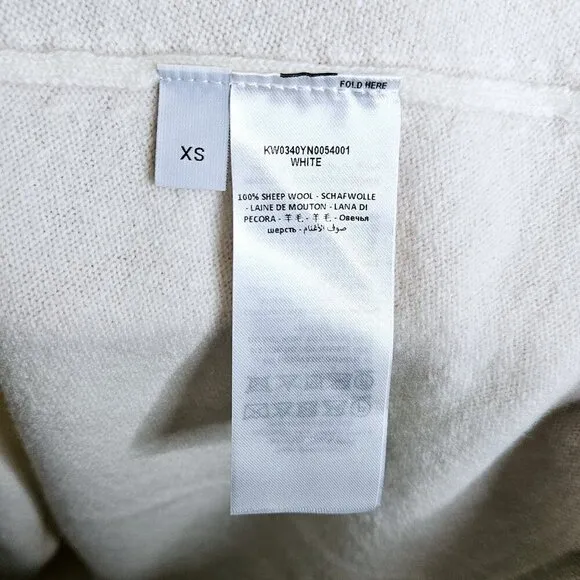 XS
FOLD HERE
KW0340YN0054001
WHITE
100% SHEEP WOOL - SCHAFWOLLE
- LAINE DE MOUTON - LANA DI
PECORA - 羊毛 - 羊毛 - Овечья
шерсть - صوف الأغنام -